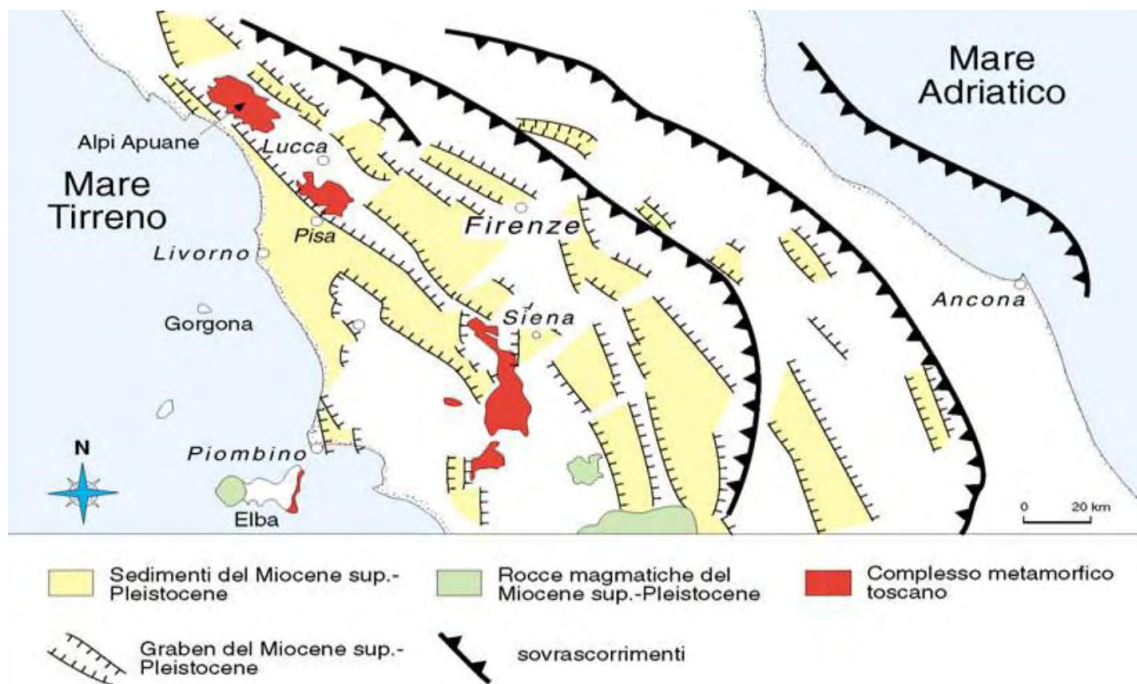 Mare
Adriatico
Alpi Apuane
Lucca
Mare
Tirreno
Firenze
Pisa
Livorno
Ancona
Siena
Gorgona
N
Piombino
Elba
0 20 km
Sedimenti del Miocene sup.-
Pleistocene
Rocce magmatiche del
Miocene sup.-Pleistocene
Complesso metamorfico
toscano
Graben del Miocene sup.-
Pleistocene
sovrascorrimenti